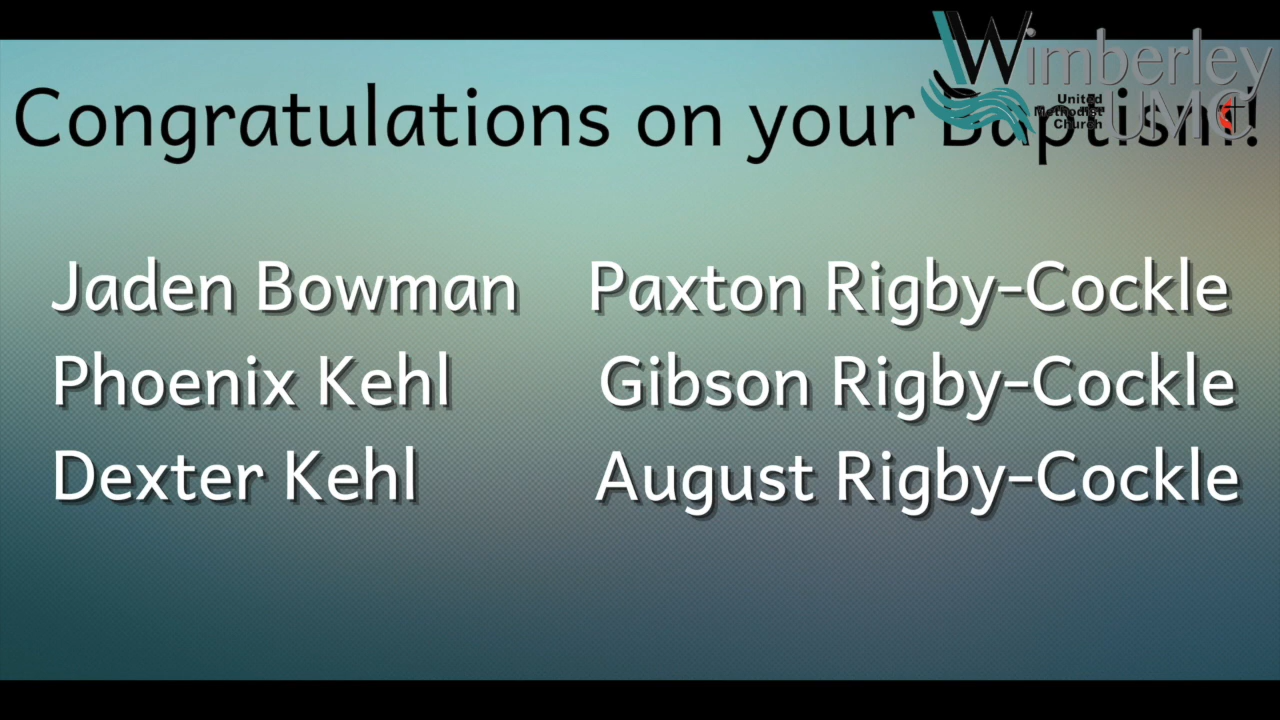 Wimberley
UMC
United
Methodist
Church
Congratulations on your Baptism!
Jaden Bowman Paxton Rigby-Cockle
Phoenix Kehl Gibson Rigby-Cockle
Dexter Kehl August Rigby-Cockle